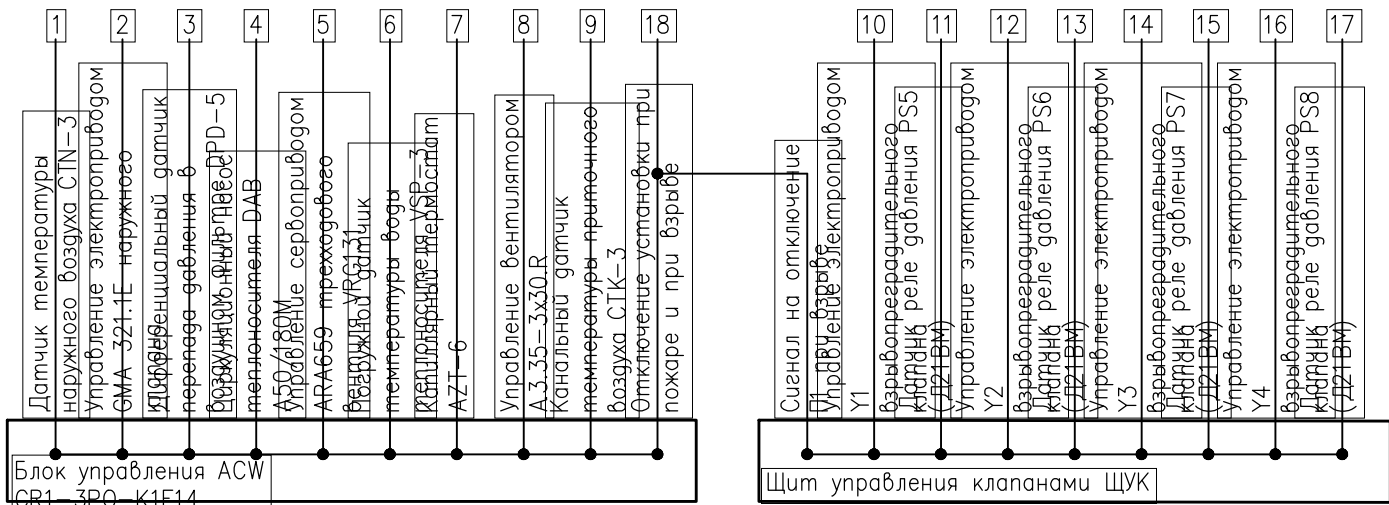 1 2 3 4 5 6 7 8 9 18 10 11 12 13 14 15 16 17
Датчик температуры
наружного воздуха CTN-3
Управление электроприводом
GMA 321.1E наружного
клапана
Дифференциальный датчик
перепада давления в
воздушном фильтре DPD-5
Циркуляционный насос
теплоносителя DAB
A50/180M
Управление сервоприводом
ARA659 трехходового
вентиля VRG131
Погружной датчик
температуры воды
теплоносителя VSP-3
Капиллярный термостат
AZT-6
Управление вентилятором
A.3.35-3x30.R
Канальный датчик
температуры приточного
воздуха СТК-3
Отключение установки при
пожаре и при взрыве
Сигнал на отключение
П1 при взрыве
Управление электроприводом
Y1
взрывопреградительного
клапана
(Д21ВМ)
Датчик реле давления PS5
Управление электроприводом
Y2
взрывопреградительного
клапана
(Д21ВМ)
Датчик реле давления PS6
Управление электроприводом
Y3
взрывопреградительного
клапана
(Д21ВМ)
Датчик реле давления PS7
Управление электроприводом
Y4
взрывопреградительного
клапана
(Д21ВМ)
Датчик реле давления PS8
Блок управления ACW
CR1-3PO-K1F14
Щит управления клапанами ЩУК